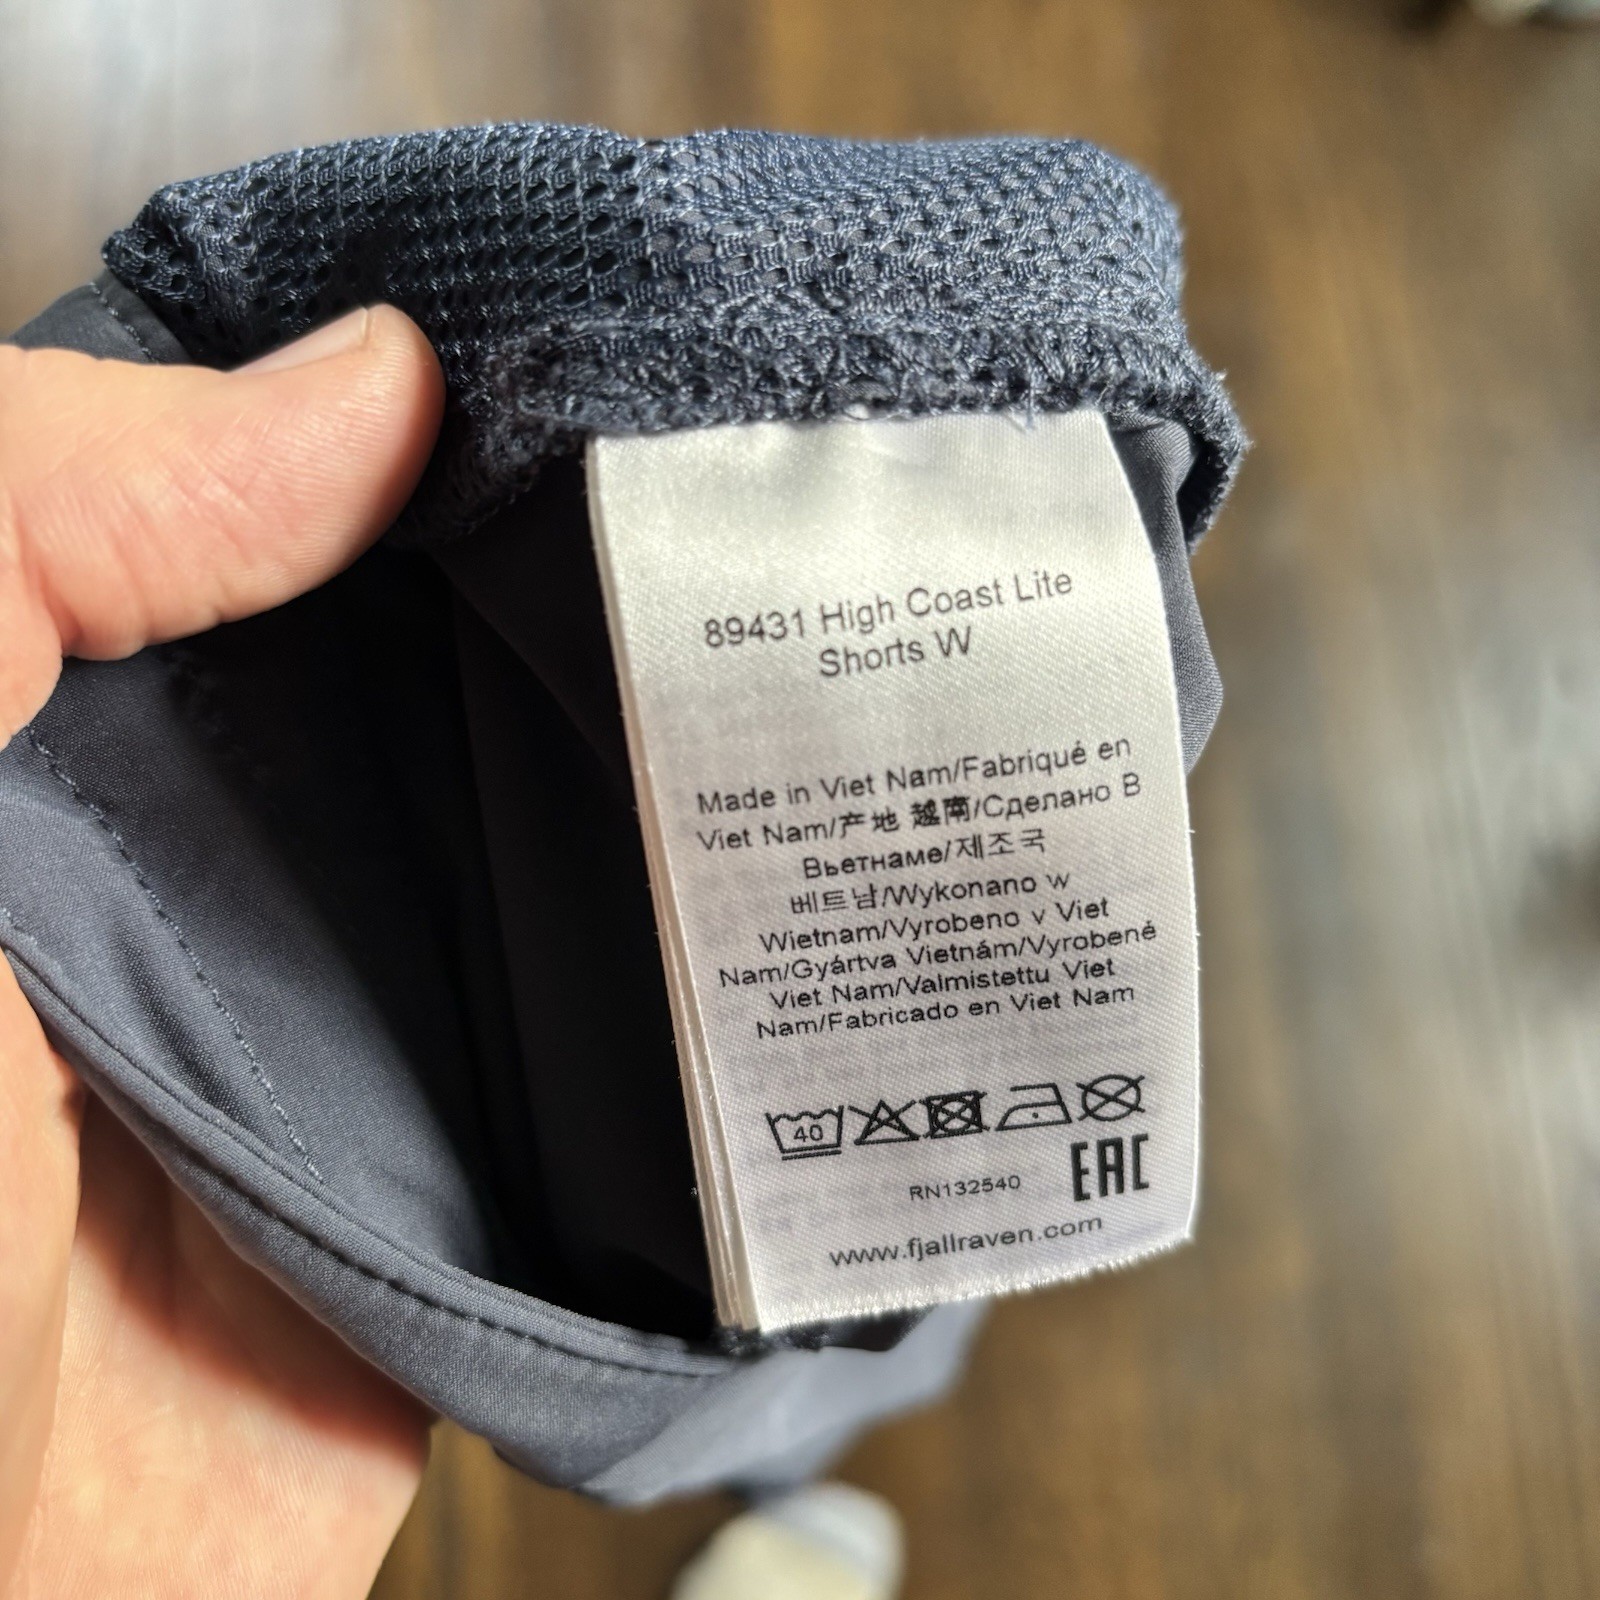 89431 High Coast Lite
Shorts W
Made in Viet Nam/Fabriqué en
Viet Nam/产地 越南/Сделано В
Вьетнаме/제조국
베트남/Wykonano w
Wietnam/Vyrobeno v Viet
Nam/Gyártva Vietnám/Vyrobené
Viet Nam/Valmistettu Viet
Nam/Fabricado en Viet Nam
40
RN132540 EAC
www.fjallraven.com